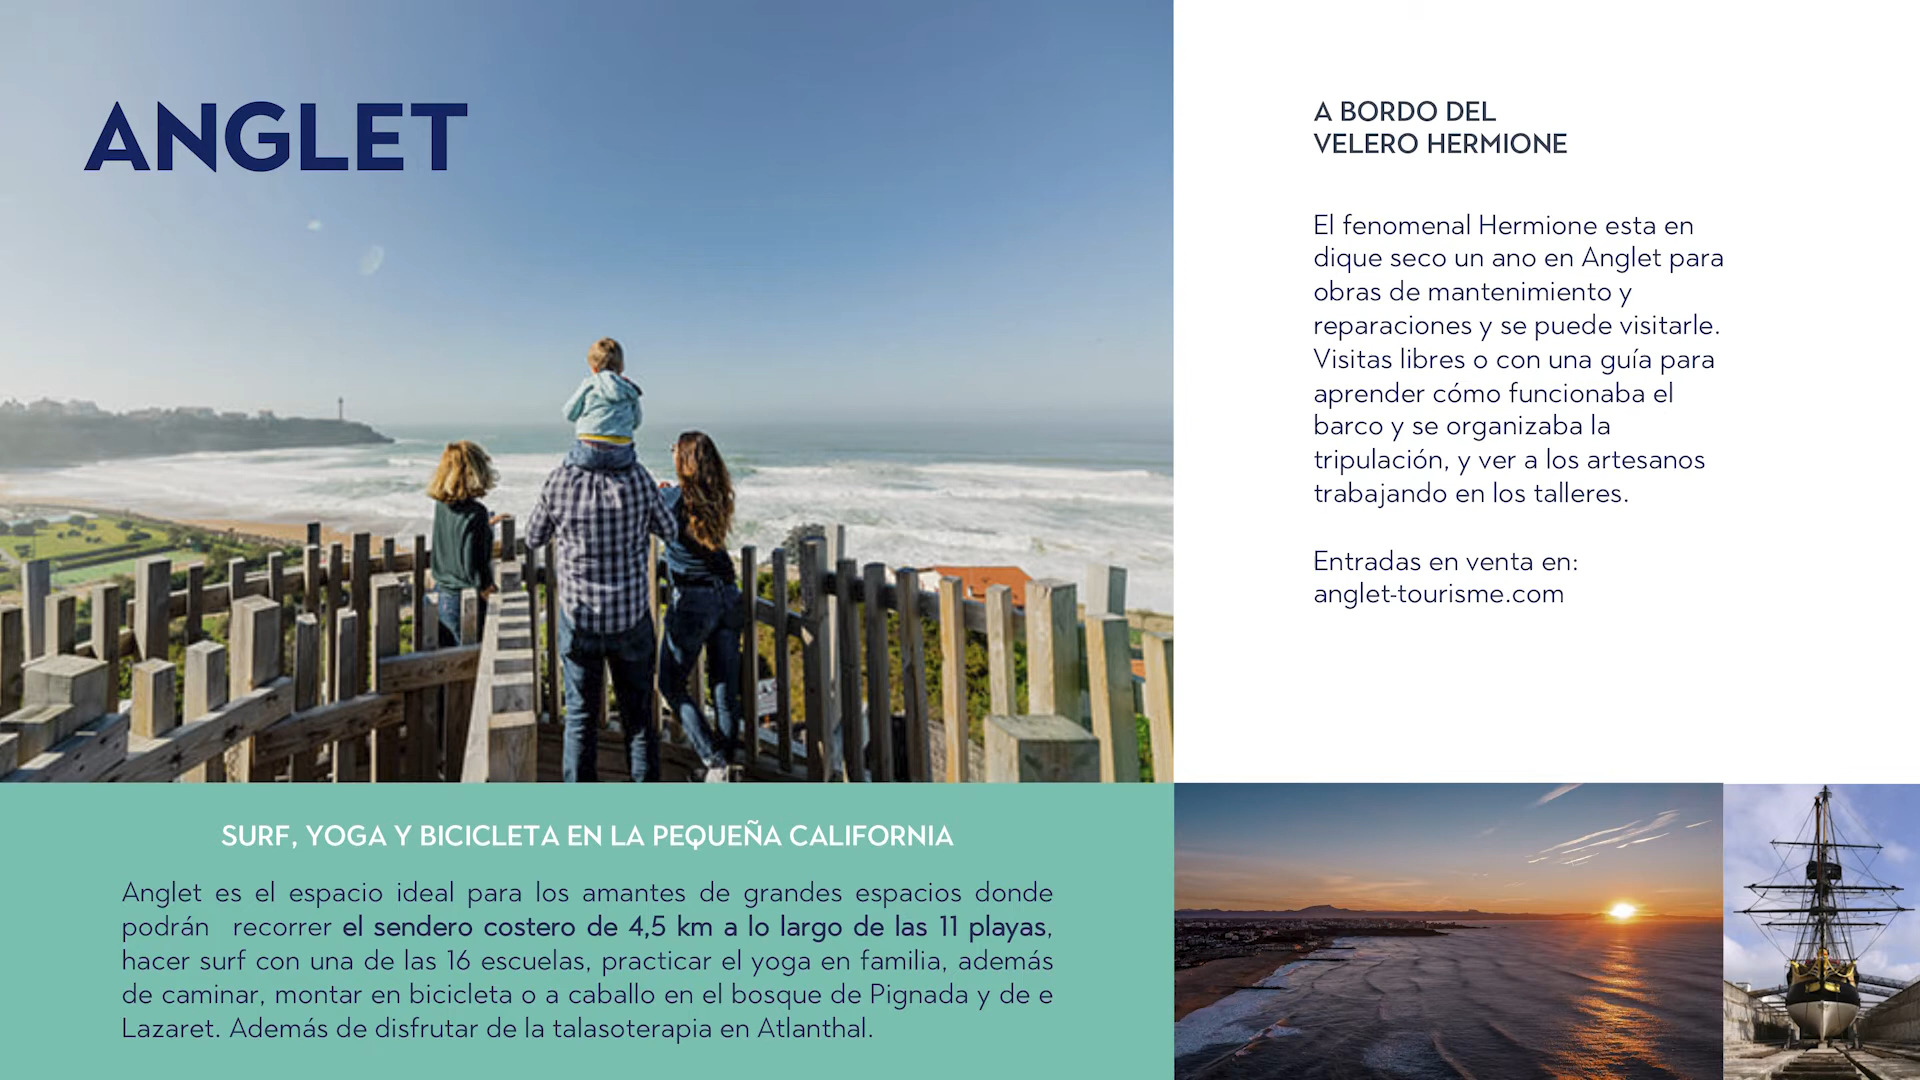 ANGLET
A BORDO DEL
VELERO HERMIONE
El fenomenal Hermione esta en
dique seco un ano en Anglet para
obras de mantenimiento y
reparaciones y se puede visitarle.
Visitas libres o con una guía para
aprender cómo funcionaba el
barco y se organizaba la
tripulación, y ver a los artesanos
trabajando en los talleres.
Entradas en venta en:
anglet-tourisme.com
SURF, YOGA Y BICICLETA EN LA PEQUEÑA CALIFORNIA
Anglet es el espacio ideal para los amantes de grandes espacios donde
podrán recorrer el sendero costero de 4,5 km a lo largo de las 11 playas,
hacer surf con una de las 16 escuelas, practicar el yoga en familia, además
de caminar, montar en bicicleta o a caballo en el bosque de Pignada y de e
Lazaret. Además de disfrutar de la talasoterapia en Atlanthal.